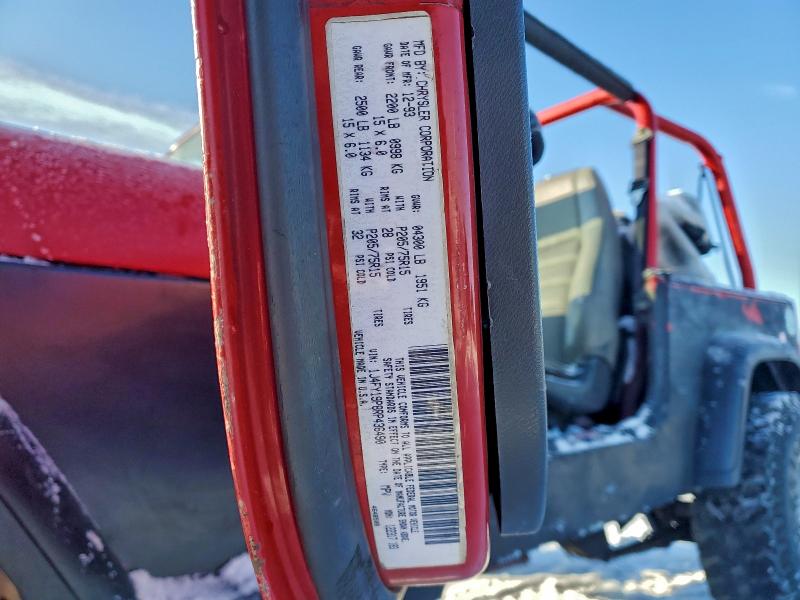 MFD BY: CHRYSLER CORPORATION
DATE OF MFR: 12-93 GVWR: 04300 LB 1951 KG
GAWR FRONT: 2200 LB 0998 KG WITH P205/75R15 TIRES
15 X 6.0 RIMS AT 28 PSI COLD
GAWR REAR: 2500 LB 1134 KG WITH P205/75R15 TIRES
15 X 6.0 RIMS AT 32 PSI COLD
THIS VEHICLE CONFORMS TO ALL APPLICABLE FEDERAL MOTOR VEHICLE
SAFETY STANDARDS IN EFFECT ON THE DATE OF MANUFACTURE SHOWN ABOVE.
VIN: 1J4FY19P8RP436490 TYPE: MPV MDH:
VEHICLE MADE IN U.S.A.